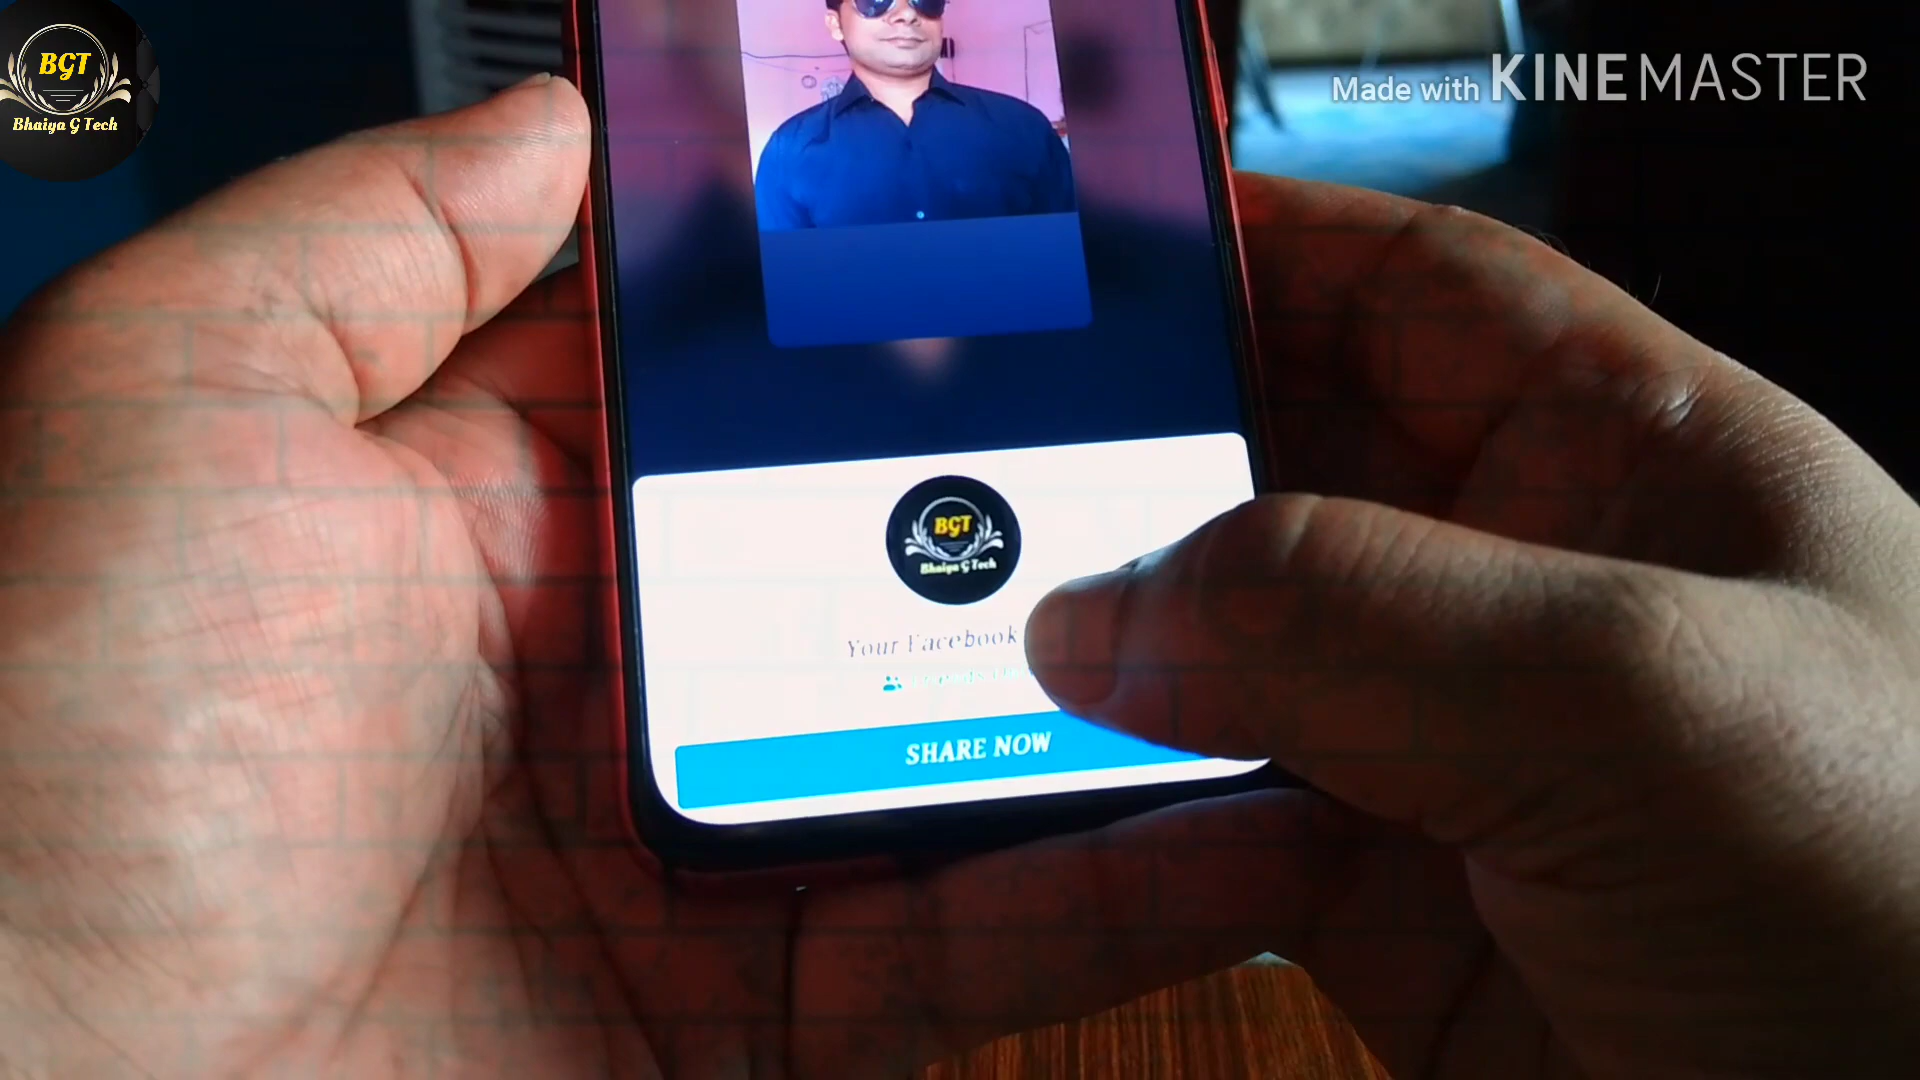 BGT
Bhaiya G Tech
Made with KINEMASTER
BGT
Bhaiya G Tech
Your Facebook
SHARE NOW